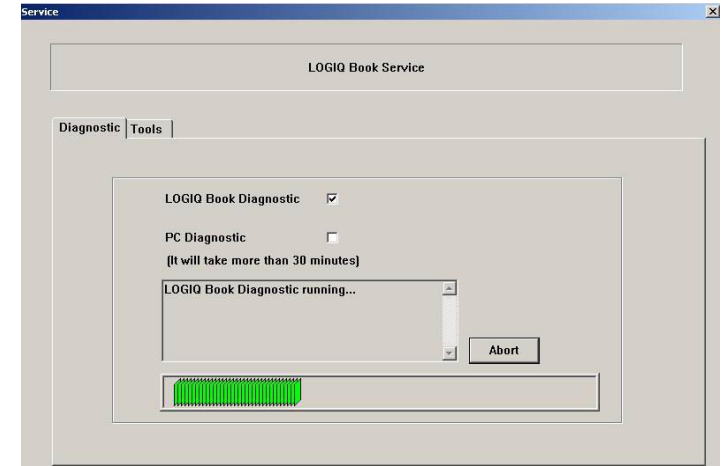 Service
LOGIQ Book Service
Diagnostic Tools
LOGIQ Book Diagnostic
PC Diagnostic
(It will take more than 30 minutes)
LOGIQ Book Diagnostic running...
Abort